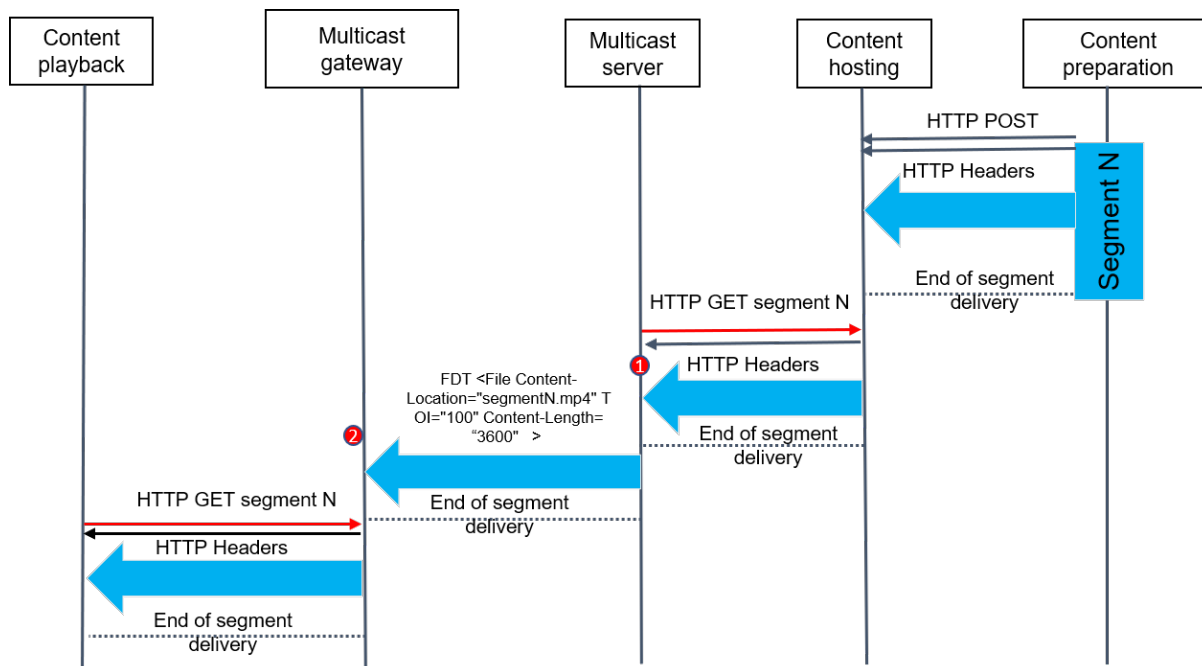 Content
playback
Multicast
gateway
Multicast
server
Content
hosting
Content
preparation
HTTP POST
HTTP Headers
Segment N
End of segment
delivery
HTTP GET segment N
1
HTTP Headers
FDT <File Content-
Location="segmentN.mp4" T
OI="100" Content-Length=
“3600"   >
2
End of segment
delivery
HTTP GET segment N
End of segment
delivery
HTTP Headers
End of segment
delivery